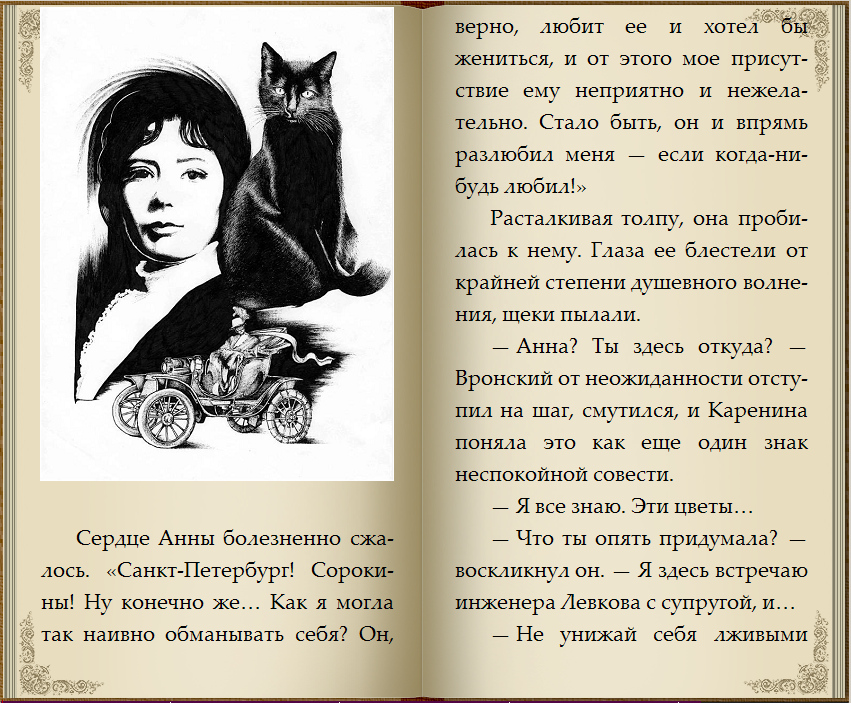 Сердце Анны болезненно сжа-
лось. «Санкт-Петербург! Сороки-
ны! Ну конечно же… Как я могла
так наивно обманывать себя? Он,
верно, любит ее и хотел бы
жениться, и от этого мое присут-
ствие ему неприятно и нежела-
тельно. Стало быть, он и впрямь
разлюбил меня — если когда-ни-
будь любил!»
Расталкивая толпу, она проби-
лась к нему. Глаза ее блестели от
крайней степени душевного волне-
ния, щеки пылали.
— Анна? Ты здесь откуда? —
Вронский от неожиданности отсту-
пил на шаг, смутился, и Каренина
поняла это как еще один знак
неспокойной совести.
— Я все знаю. Эти цветы…
— Что ты опять придумала? —
воскликнул он. — Я здесь встречаю
инженера Левкова с супругой, и…
— Не унижай себя лживыми